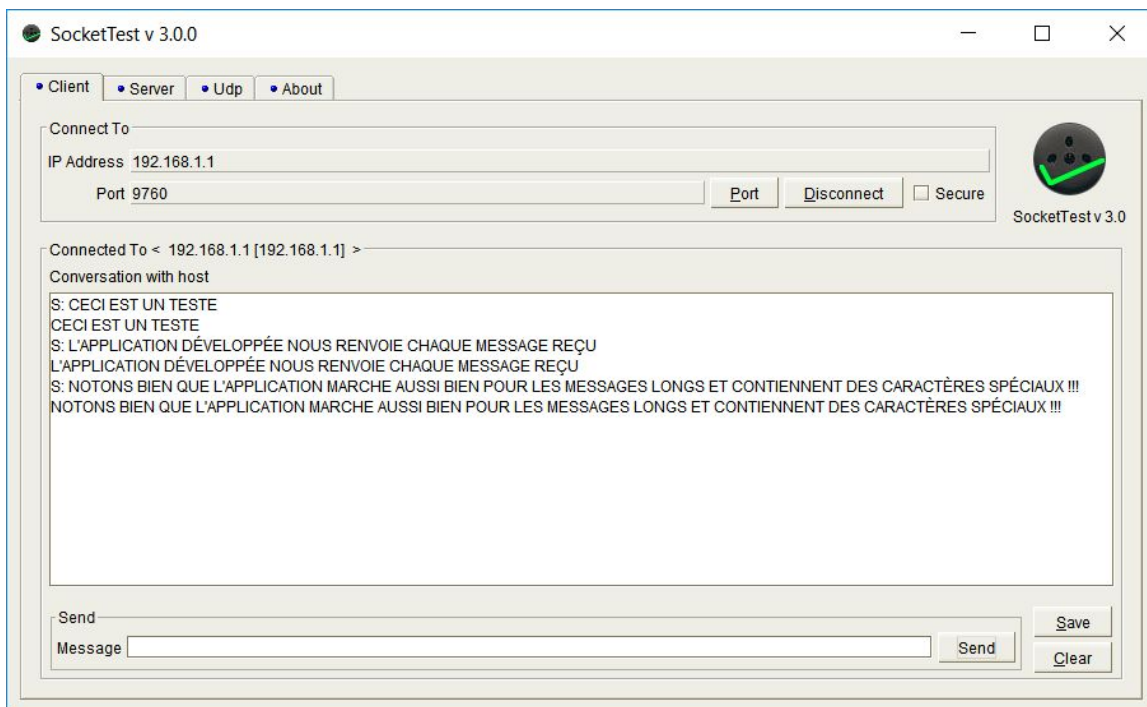 SocketTest v 3.0.0
Client Server Udp About
Connect To
IP Address 192.168.1.1
Port 9760 Port Disconnect Secure
SocketTest v 3.0
Connected To < 192.168.1.1 [192.168.1.1] >
Conversation with host
S: CECI EST UN TESTE
CECI EST UN TESTE
S: L'APPLICATION DÉVELOPPÉE NOUS RENVOIE CHAQUE MESSAGE REÇU
L'APPLICATION DÉVELOPPÉE NOUS RENVOIE CHAQUE MESSAGE REÇU
S: NOTONS BIEN QUE L'APPLICATION MARCHE AUSSI BIEN POUR LES MESSAGES LONGS ET CONTIENNENT DES CARACTÈRES SPÉCIAUX !!!
NOTONS BIEN QUE L'APPLICATION MARCHE AUSSI BIEN POUR LES MESSAGES LONGS ET CONTIENNENT DES CARACTÈRES SPÉCIAUX !!!
Send
Message Send
Save
Clear